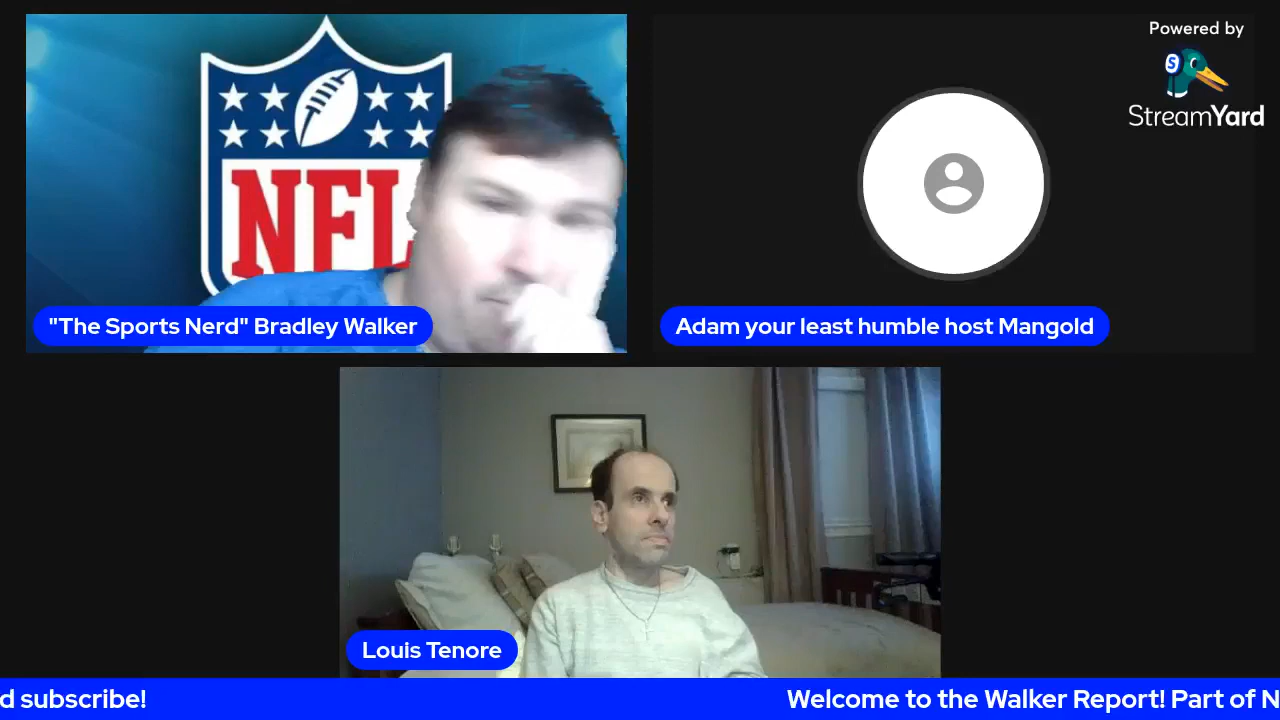 Powered by
S
StreamYard
NFL
"The Sports Nerd" Bradley Walker
Adam your least humble host Mangold
Louis Tenore
d subscribe!
Welcome to the Walker Report! Part of N